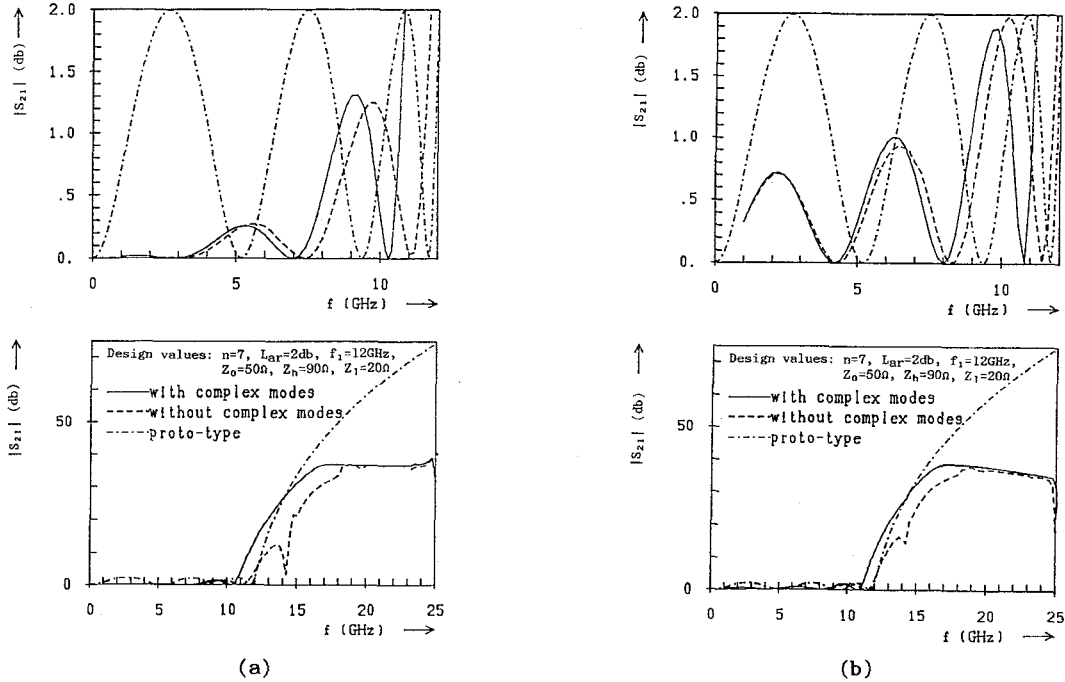 |S₂₁| (db)
2.0
1.5
1.0
.5
0.
0 5 10
f (GHz)
|S₂₁| (db)
2.0
1.5
1.0
.5
0.
0 5 10
f (GHz)
|S₂₁| (db)
50
0
Design values: n=7, Lar=2db, f₁=12GHz,
Z₀=50Ω, Zh=90Ω, Z₁=20Ω
with complex modes
without complex modes
proto-type
0 5 10 15 20 25
f (GHz)
(a)
|S₂₁| (db)
50
0
Design values: n=7, Lar=2db, f₁=12GHz,
Z₀=50Ω, Zh=90Ω, Z₁=20Ω
with complex modes
without complex modes
proto-type
0 5 10 15 20 25
f (GHz)
(b)